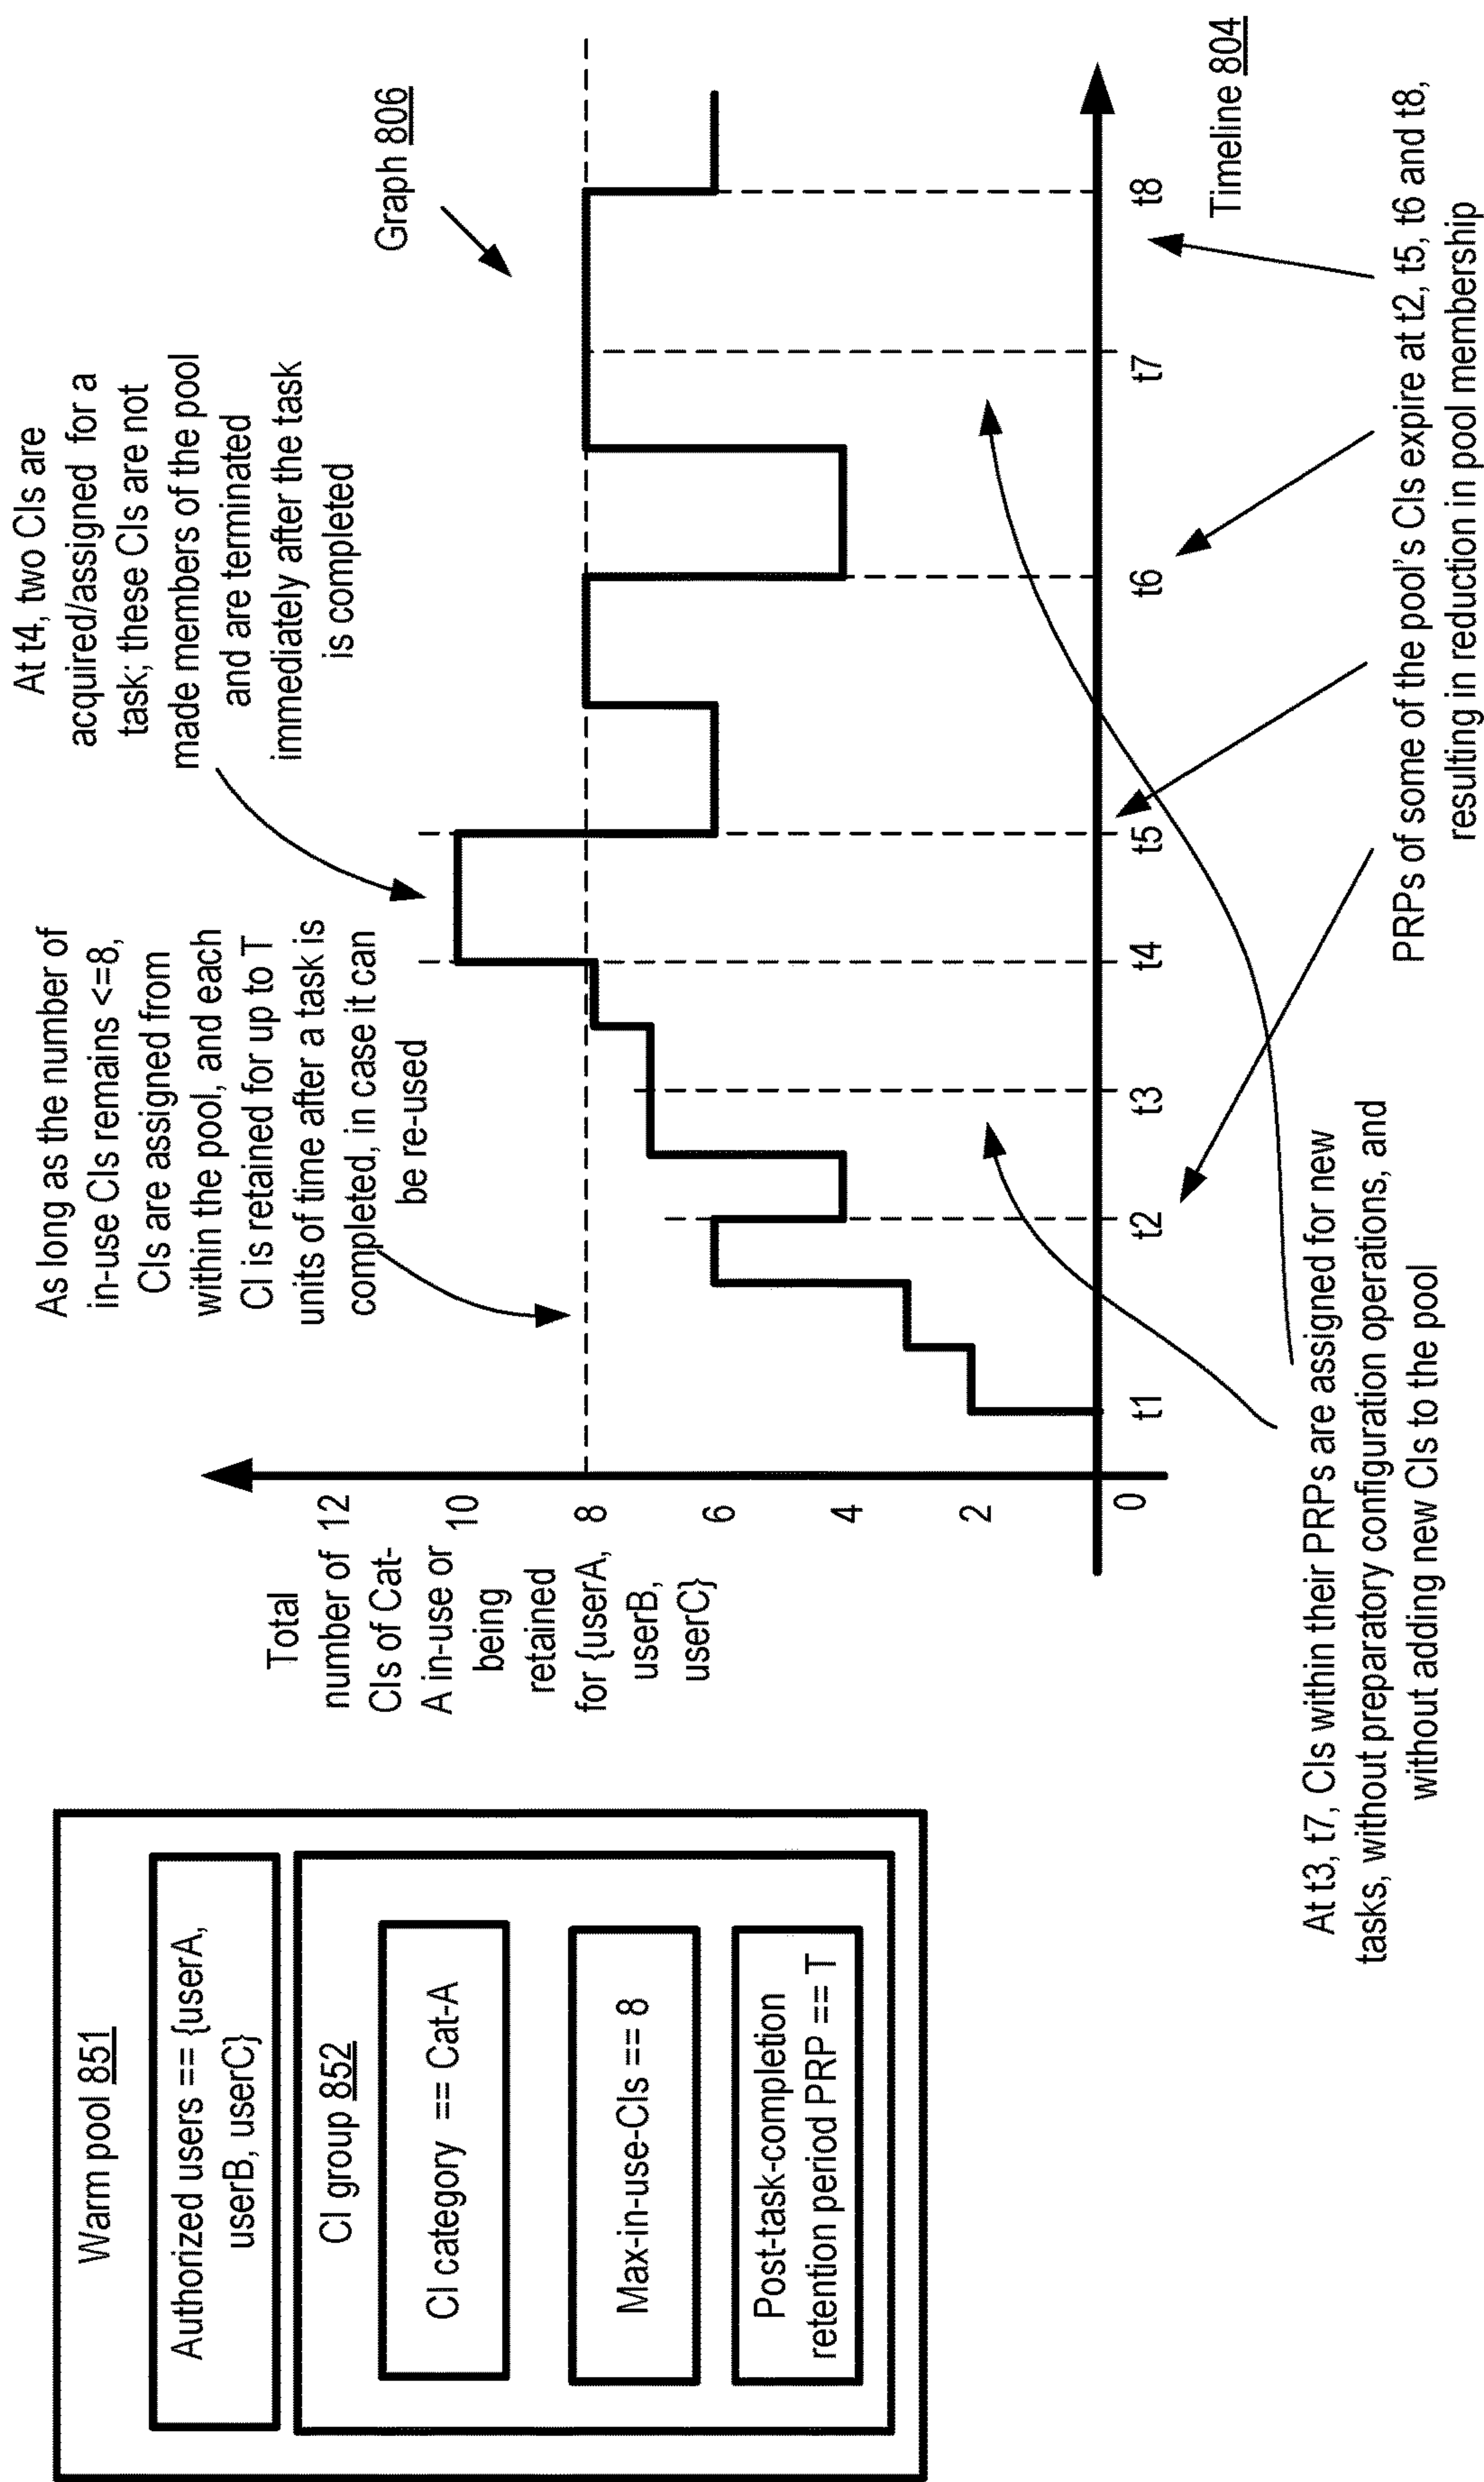 Warm pool 851
Authorized users == {userA,
userB, userC}
CI group 852
CI category == Cat-A
Max-in-use-CIs == 8
Post-task-completion
retention period PRP == T
Total
number of
CIs of Cat-
A in-use or
being
retained
for {userA,
userB,
userC}
12
10
8
6
4
2
0
As long as the number of
in-use CIs remains <=8,
CIs are assigned from
within the pool, and each
CI is retained for up to T
units of time after a task is
completed, in case it can
be re-used
At t4, two CIs are
acquired/assigned for a
task; these CIs are not
made members of the pool
and are terminated
immediately after the task
is completed
Graph 806
t1
t2
t3
t4
t5
t6
t7
t8
Timeline 804
At t3, t7, CIs within their PRPs are assigned for new
tasks, without preparatory configuration operations, and
without adding new CIs to the pool
PRPs of some of the pool's CIs expire at t2, t5, t6 and t8,
resulting in reduction in pool membership